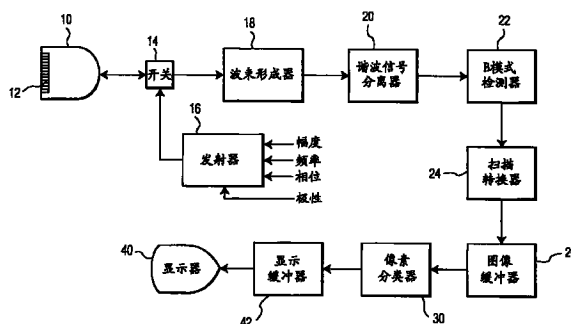 10
12
14
开关
18
波束形成器
20
谐波信号
分离器
22
B模式
检测器
16
发射器
幅度
频率
相位
极性
24
扫描
转换器
40
显示器
显示
缓冲器
42
像素
分类器
30
图像
缓冲器